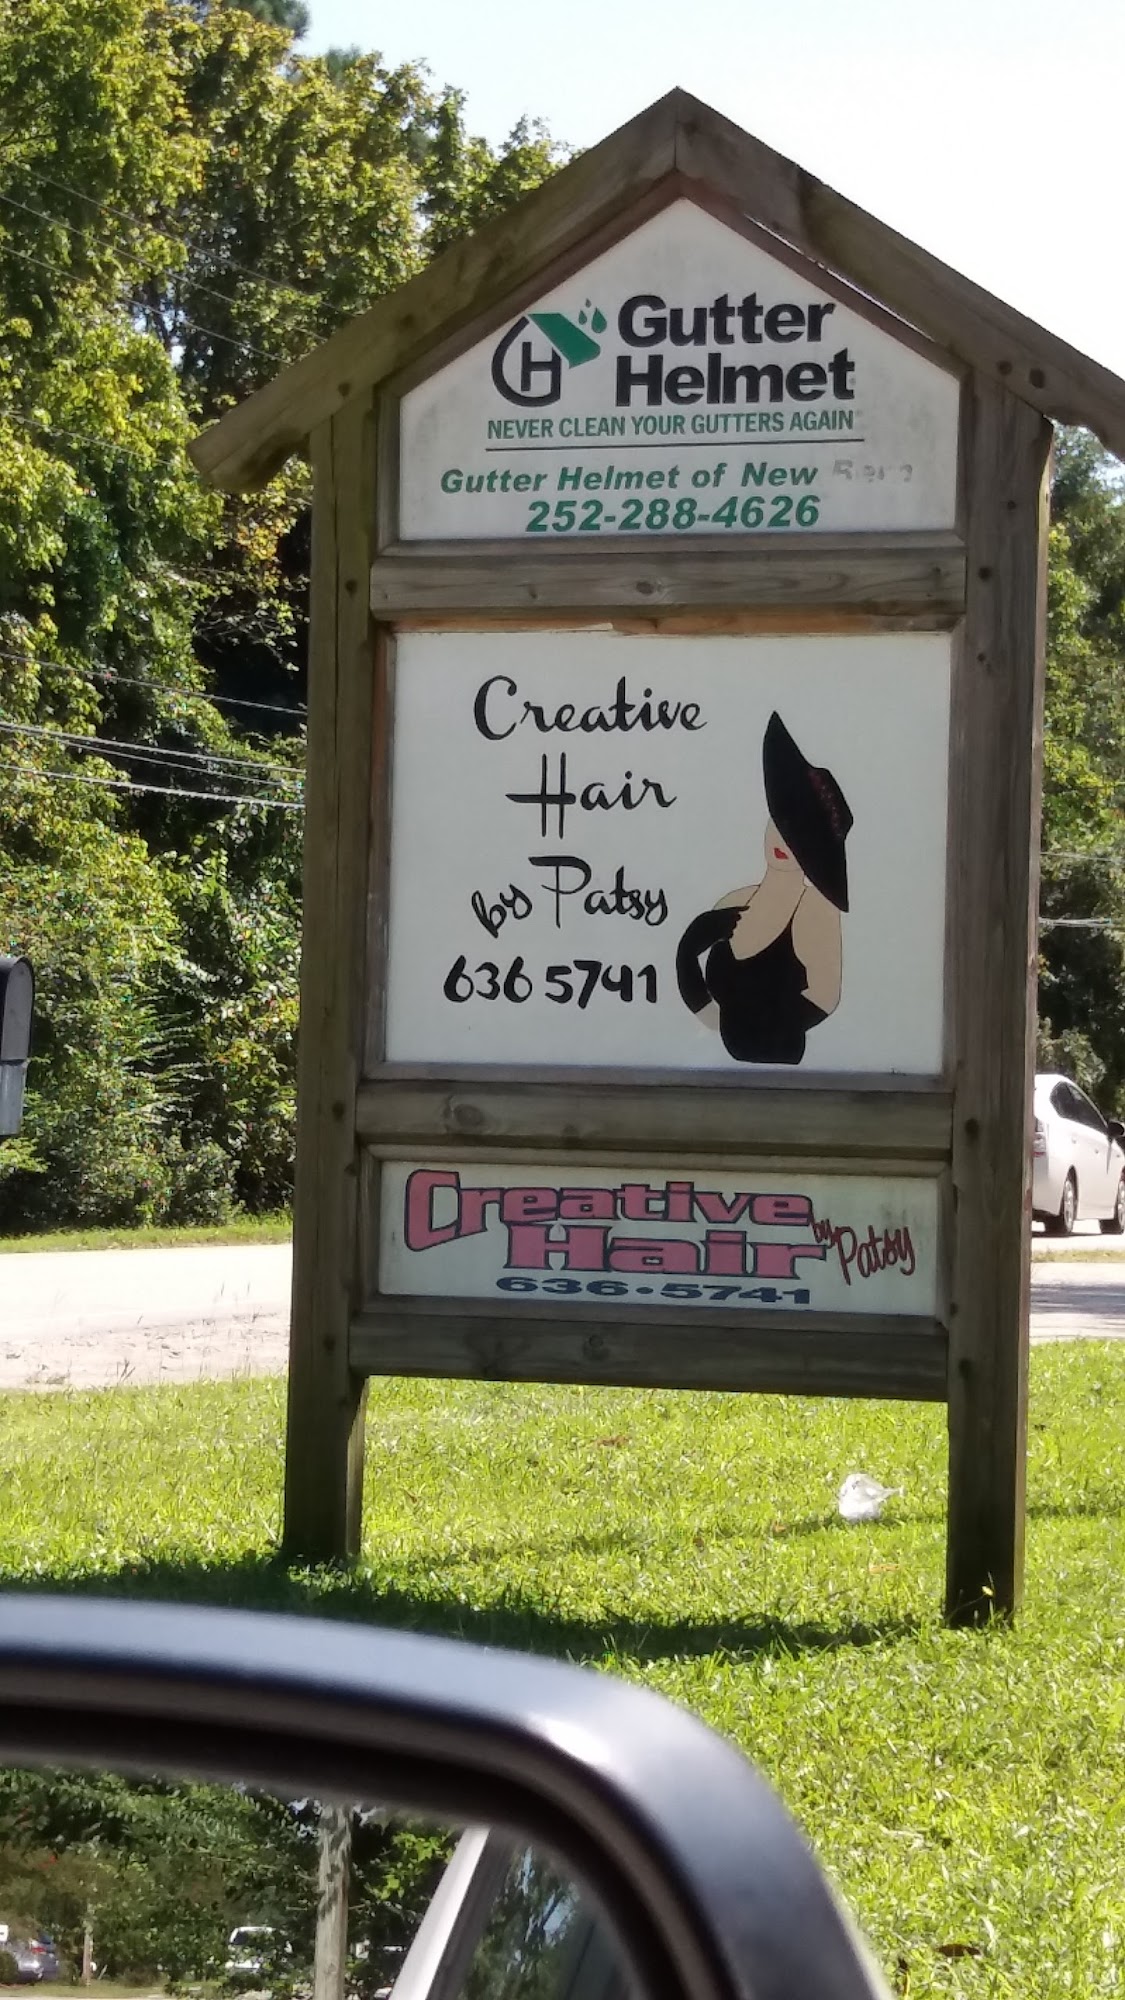 H
Gutter
Helmet
NEVER CLEAN YOUR GUTTERS AGAIN
Gutter Helmet of New Bern
252-288-4626
Creative
Hair
by Patsy
636 5741
Creative
Hair by Patsy
636•5741